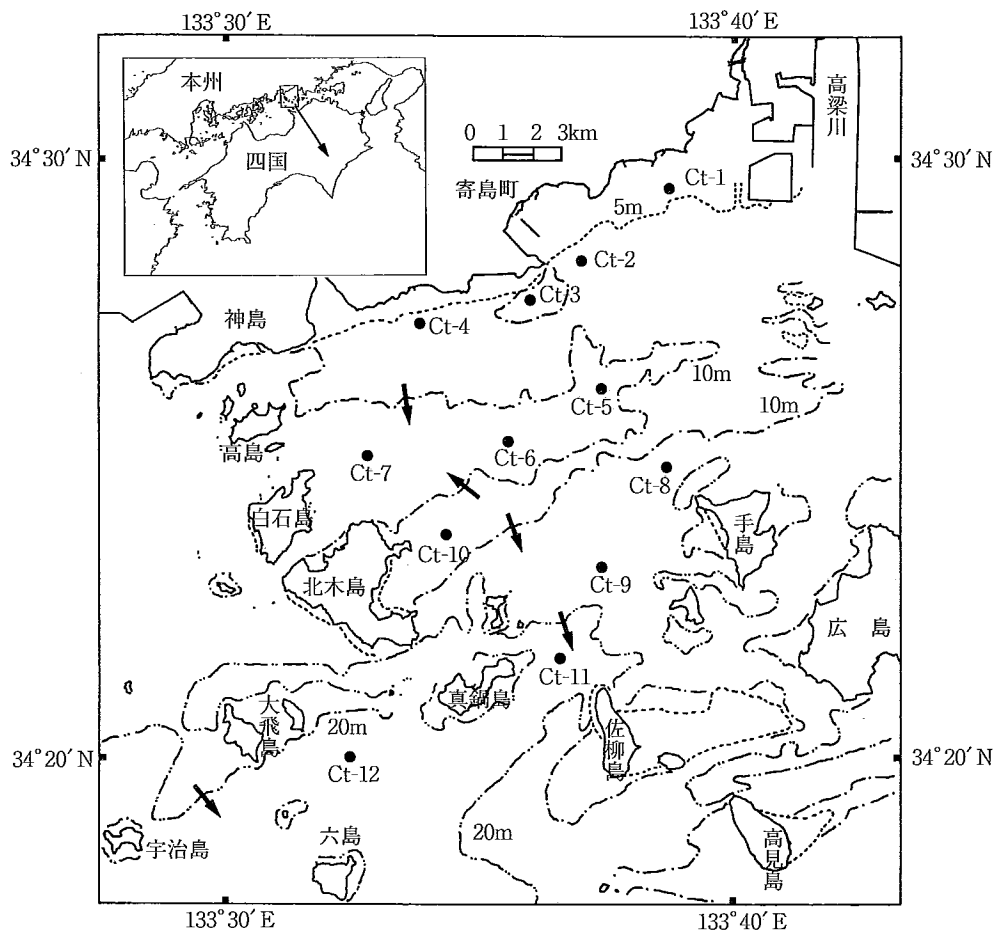 133°30′E
133°40′E
本州
四国
0 1 2 3km
高梁川
34°30′N
34°30′N
寄島町
Ct-1
5m
Ct-2
Ct-3
Ct-4
神島
10m
Ct-5
10m
高島
Ct-6
Ct-7
Ct-8
白石島
手島
Ct-10
北木島
Ct-9
広島
Ct-11
真鍋島
大飛島
20m
佐柳島
34°20′N
34°20′N
Ct-12
20m
六島
宇治島
高見島
133°30′E
133°40′E